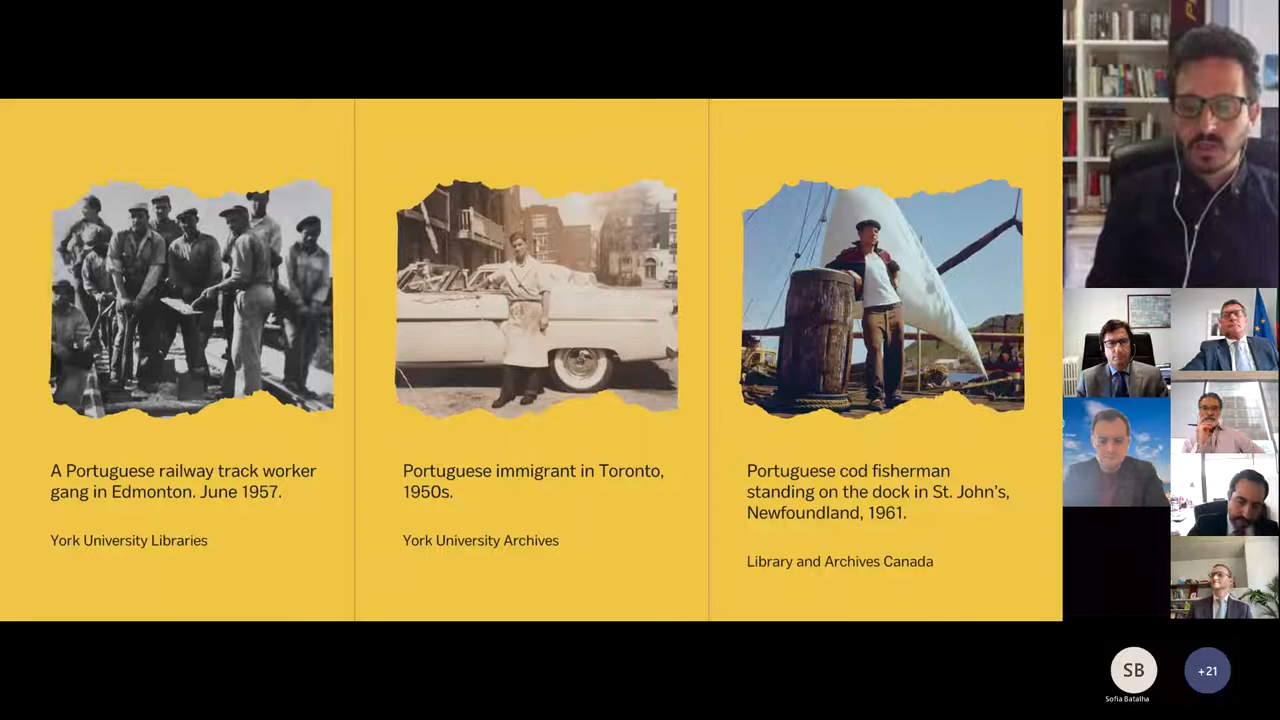 A Portuguese railway track worker
gang in Edmonton. June 1957.
York University Libraries
Portuguese immigrant in Toronto,
1950s.
York University Archives
Portuguese cod fisherman
standing on the dock in St. John's,
Newfoundland, 1961.
Library and Archives Canada
SB
Sofia Batalha
+21